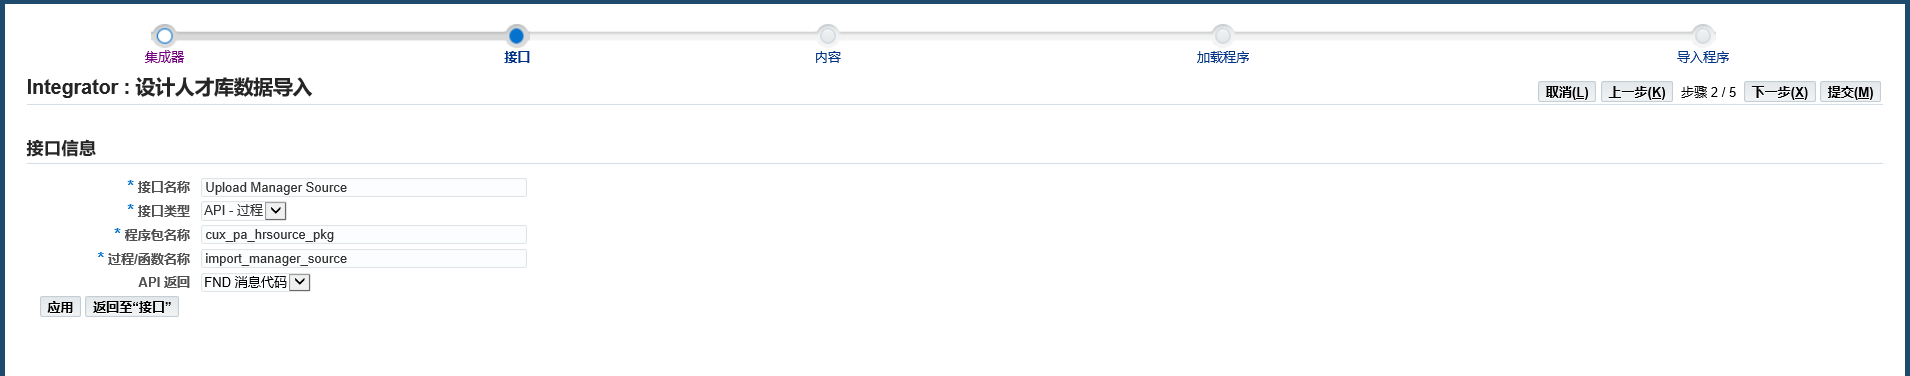 集成器 接口 内容 加载程序 导入程序
Integrator : 设计人才库数据导入 取消(L) 上一步(K) 步骤 2 / 5 下一步(X) 提交(M)
接口信息
* 接口名称 Upload Manager Source
* 接口类型 API - 过程
* 程序包名称 cux_pa_hrsource_pkg
* 过程/函数名称 import_manager_source
API 返回 FND 消息代码
应用 返回至“接口”